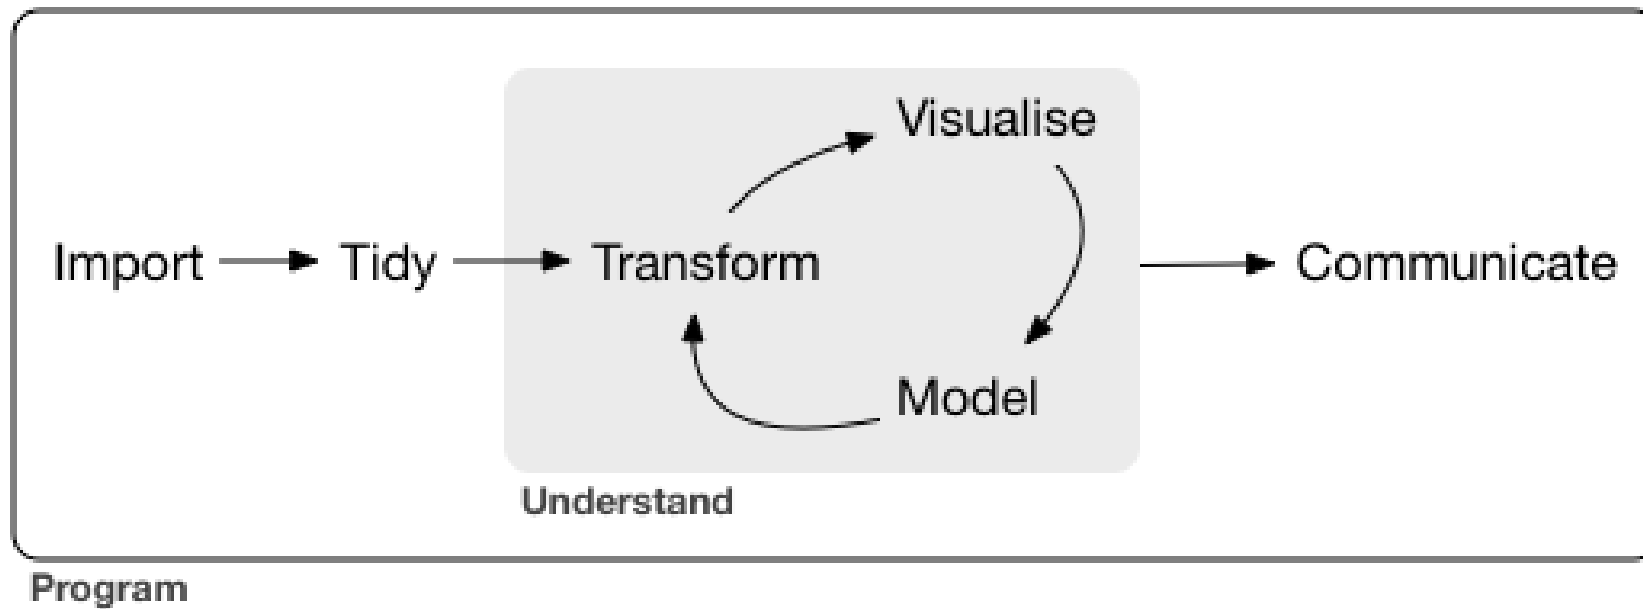 Visualise
Import Tidy Transform Communicate
Model
Understand
Program